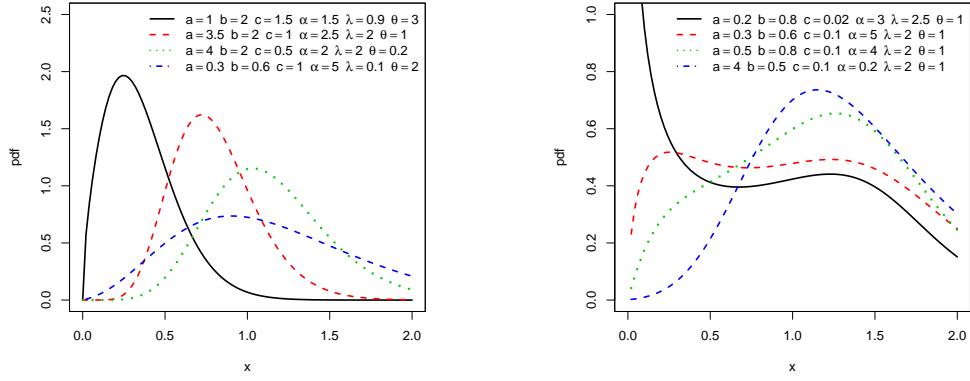 a = 1 b = 2 c = 1.5 α = 1.5 λ = 0.9 θ = 3
a = 3.5 b = 2 c = 1 α = 2.5 λ = 2 θ = 1
a = 4 b = 2 c = 0.5 α = 2 λ = 2 θ = 0.2
a = 0.3 b = 0.6 c = 1 α = 5 λ = 0.1 θ = 2
pdf
2.5
2.0
1.5
1.0
0.5
0.0
0.0 0.5 1.0 1.5 2.0
x
a = 0.2 b = 0.8 c = 0.02 α = 3 λ = 2.5 θ = 1
a = 0.3 b = 0.6 c = 0.1 α = 5 λ = 2 θ = 1
a = 0.5 b = 0.8 c = 0.1 α = 4 λ = 2 θ = 1
a = 4 b = 0.5 c = 0.1 α = 0.2 λ = 2 θ = 1
pdf
1.0
0.8
0.6
0.4
0.2
0.0
0.0 0.5 1.0 1.5 2.0
x